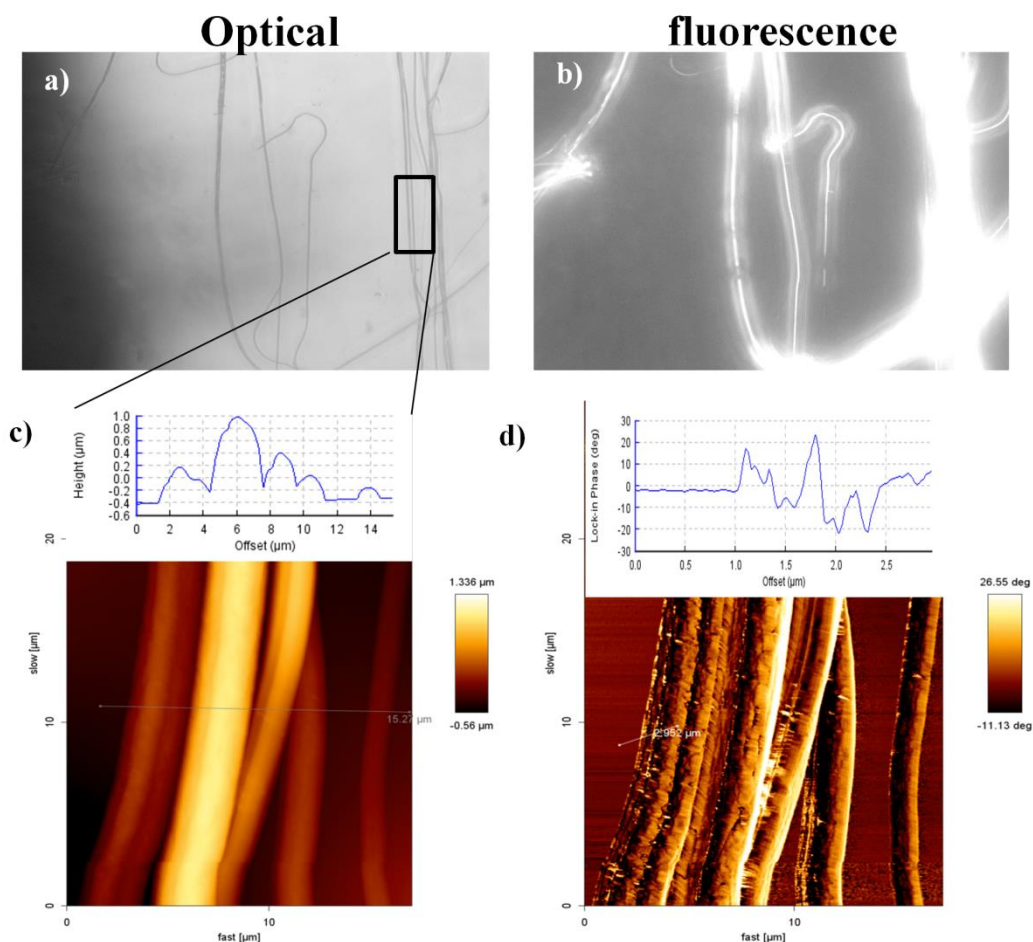 Optical
fluorescence
a)
b)
c)
Height (µm)
1.0
0.8
0.6
0.4
0.2
-0.0
-0.2
-0.4
-0.6
0 2 4 6 8 10 12 14
Offset (µm)
d)
Lock-in Phase (deg)
30
20
10
0
-10
-20
-30
0.0 0.5 1.0 1.5 2.0 2.5
Offset (µm)
20
slow [µm]
10
0
15.27 µm
0 10
fast [µm]
1.336 µm
-0.56 µm
20
slow [µm]
10
0
2.952 µm
0 10
fast [µm]
26.55 deg
-11.13 deg